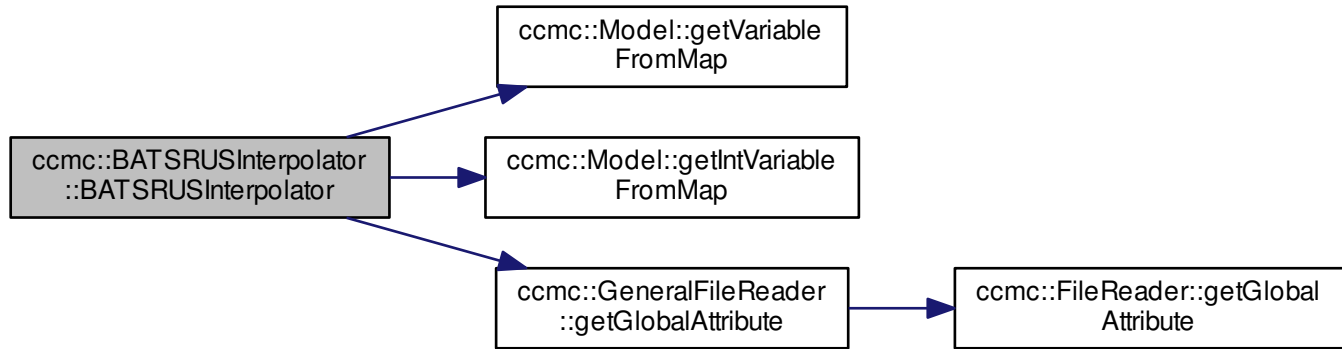 ccmc::Model::getVariable
FromMap
ccmc::BATSRUSInterpolator
::BATSRUSInterpolator
ccmc::Model::getIntVariable
FromMap
ccmc::GeneralFileReader
::getGlobalAttribute
ccmc::FileReader::getGlobal
Attribute